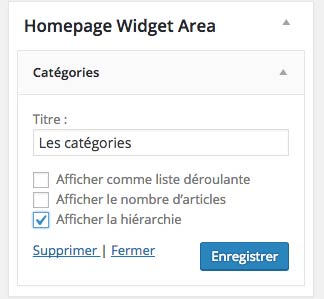 Homepage Widget Area
Catégories
Titre :
Les catégories
Afficher comme liste déroulante
Afficher le nombre d'articles
Afficher la hiérarchie
Supprimer | Fermer
Enregistrer